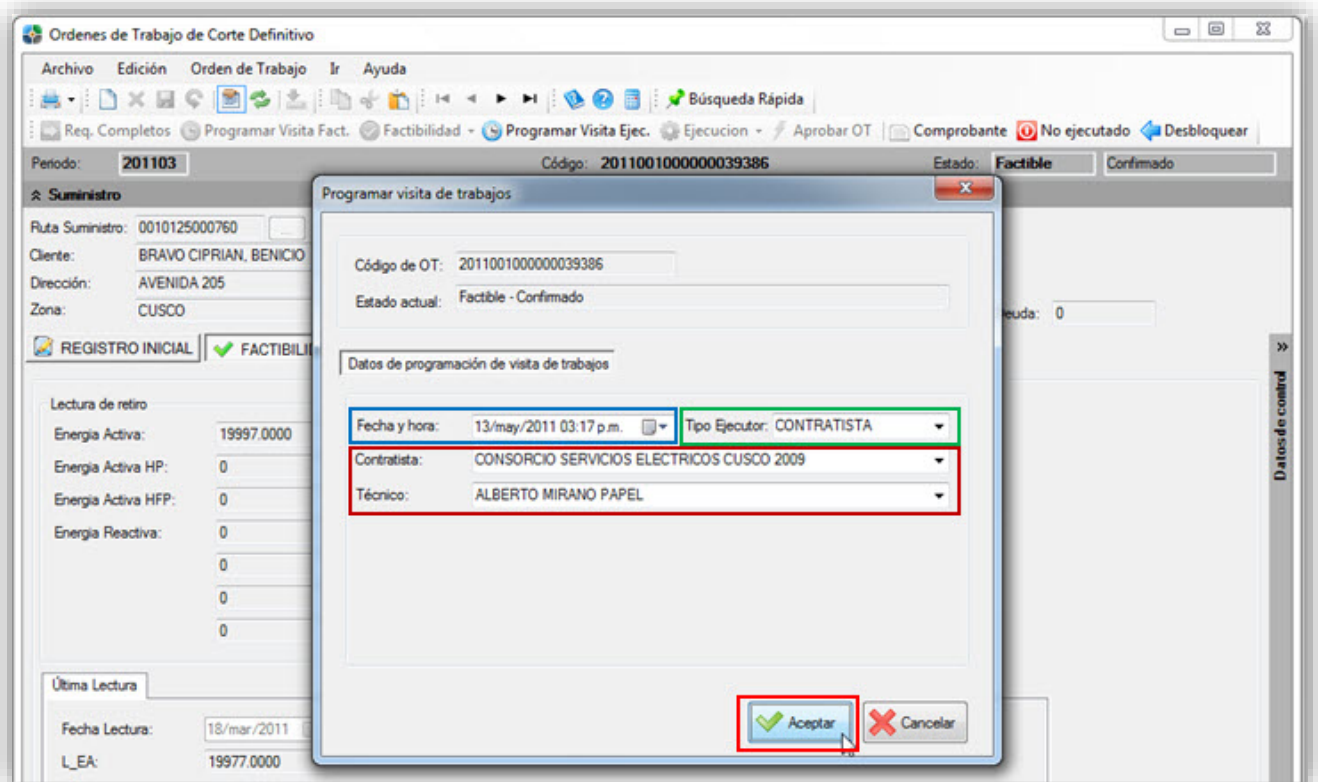 Ordenes de Trabajo de Corte Definitivo
Archivo Edición Orden de Trabajo Ir Ayuda
Búsqueda Rápida
Req. Completos Programar Visita Fact. Factibilidad Programar Visita Ejec. Ejecucion Aprobar OT Comprobante No ejecutado Desbloquear
Periodo: 201103 Código: 2011001000000039386 Estado: Factible Confirmado
Suministro
Ruta Suministro: 0010125000760 ...
Cliente: BRAVO CIPRIAN, BENICIO
Dirección: AVENIDA 205
Zona: CUSCO
euda: 0
REGISTRO INICIAL FACTIBILI
Lectura de retiro
Energia Activa: 19997.0000
Energia Activa HP: 0
Energia Activa HFP: 0
Energia Reactiva: 0
0
0
0
Última Lectura
Fecha Lectura: 18/mar/2011
L_EA: 19977.0000
Programar visita de trabajos
Código de OT: 2011001000000039386
Estado actual: Factible - Confirmado
Datos de programación de visita de trabajos
Fecha y hora: 13/may/2011 03:17 p.m. Tipo Ejecutor: CONTRATISTA
Contratista: CONSORCIO SERVICIOS ELECTRICOS CUSCO 2009
Técnico: ALBERTO MIRANO PAPEL
Aceptar Cancelar
Datos de control